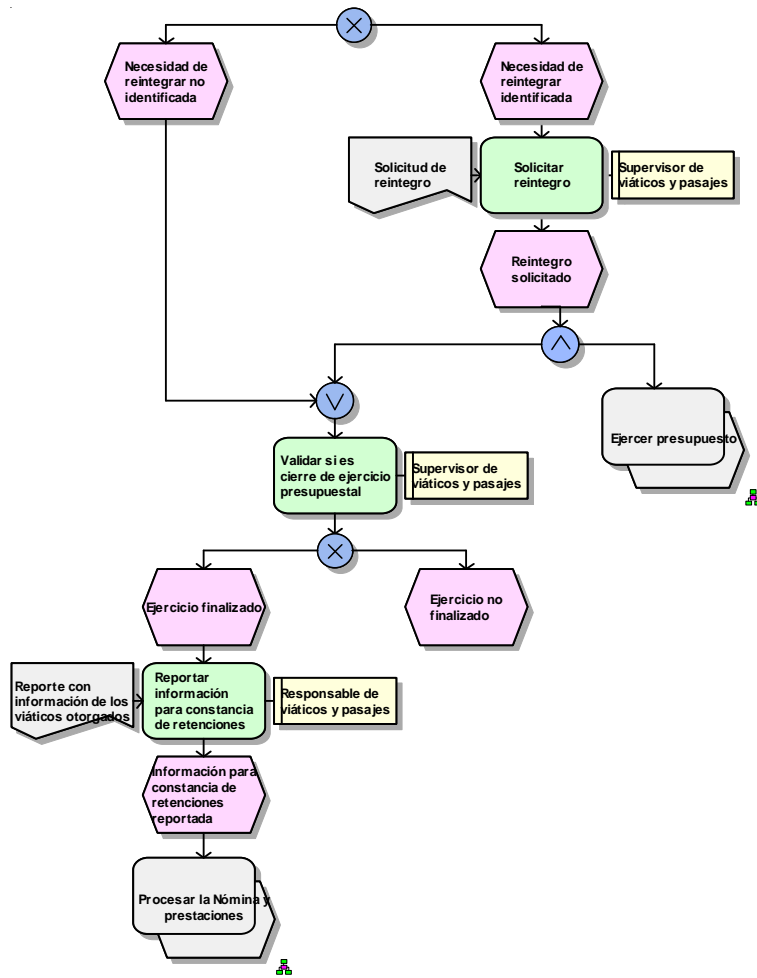 Necesidad de
reintegrar no
identificada
Necesidad de
reintegrar
identificada
Solicitud de
reintegro
Solicitar
reintegro
Supervisor de
viáticos y pasajes
Reintegro
solicitado
Ejercer presupuesto
Validar si es
cierre de ejercicio
presupuestal
Supervisor de
viáticos y pasajes
Ejercicio finalizado
Ejercicio no
finalizado
Reporte con
información de los
viáticos otorgados
Reportar
información
para constancia
de retenciones
Responsable de
viáticos y pasajes
Información para
constancia de
retenciones
reportada
Procesar la Nómina y
prestaciones